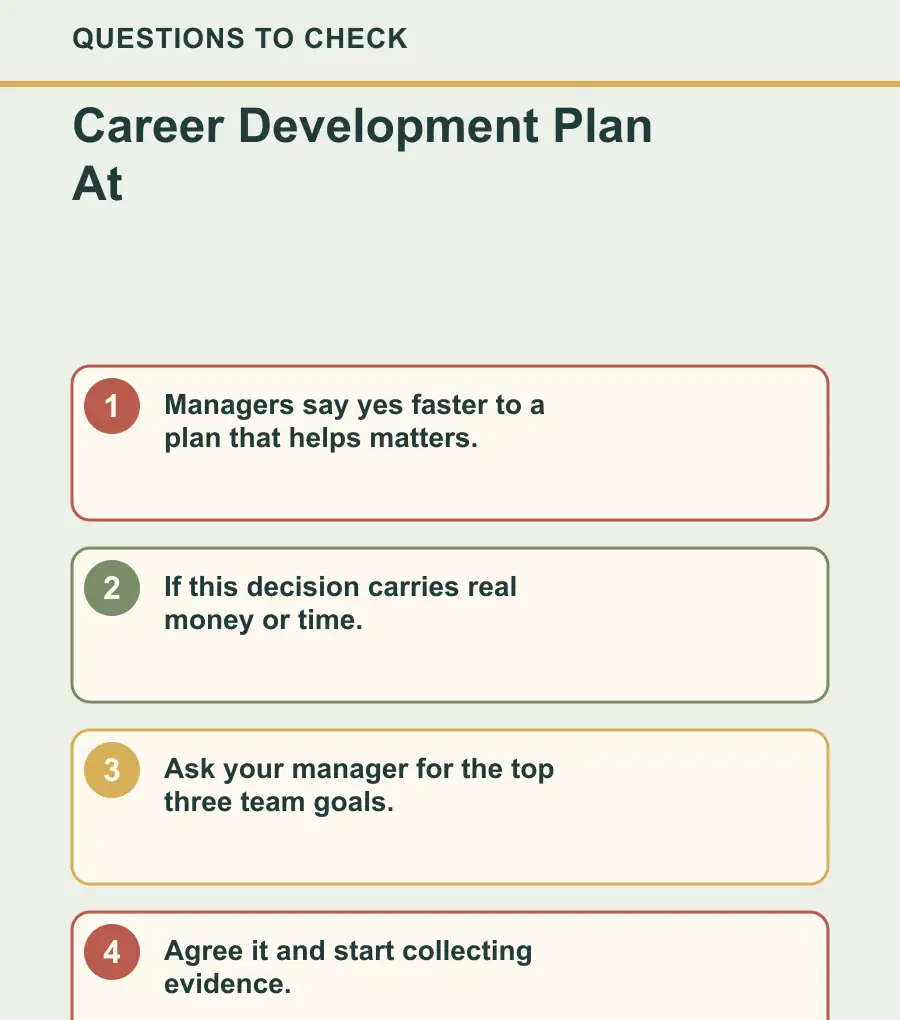 QUESTIONS TO CHECK
Career Development Plan
At
1
Managers say yes faster to a
plan that helps matters.
2
If this decision carries real
money or time.
3
Ask your manager for the top
three team goals.
4
Agree it and start collecting
evidence.